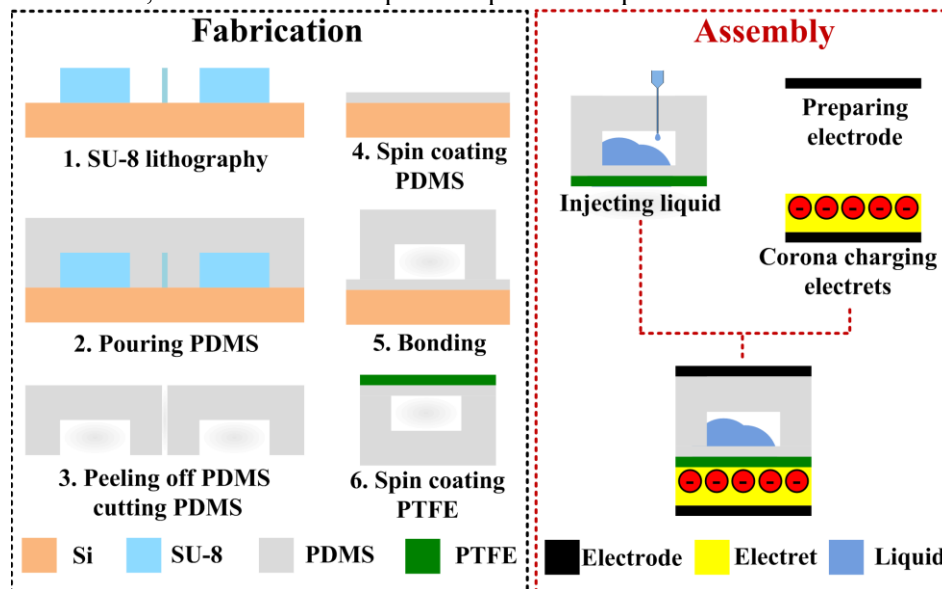 Fabrication
1. SU-8 lithography
2. Pouring PDMS
3. Peeling off PDMS
cutting PDMS
4. Spin coating
PDMS
5. Bonding
6. Spin coating
PTFE
Si
SU-8
PDMS
PTFE
Assembly
Injecting liquid
Preparing
electrode
Corona charging
electrets
Electrode
Electret
Liquid